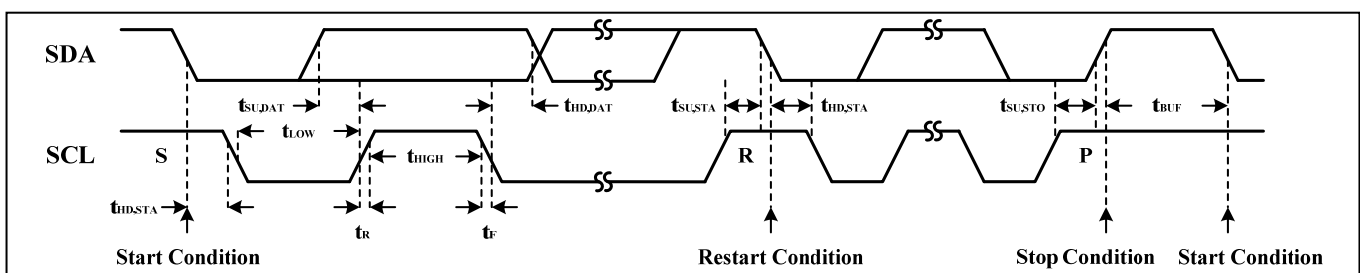 SDA
tSU,DAT tHD,DAT tSU,STA tHD,STA tSU,STO tBUF
tLOW
SCL S tHIGH R P
tHD,STA
tR tF
Start Condition Restart Condition Stop Condition Start Condition